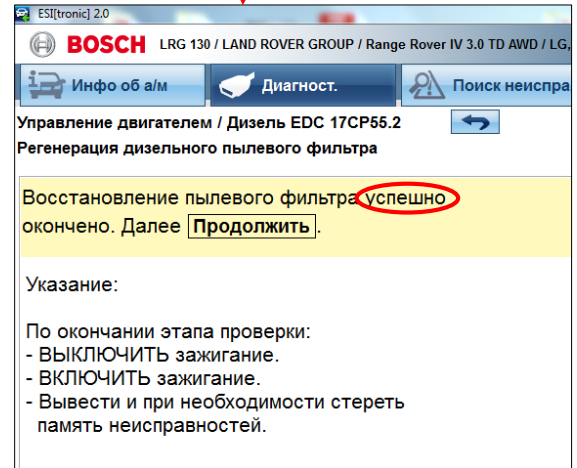 ESI[tronic] 2.0
BOSCH LRG 130 / LAND ROVER GROUP / Range Rover IV 3.0 TD AWD / LG,
Инфо об а/м Диагност. Поиск неиспра
Управление двигателем / Дизель EDC 17CP55.2
Регенерация дизельного пылевого фильтра
Восстановление пылевого фильтра успешно
окончено. Далее Продолжить.
Указание:
По окончании этапа проверки:
- ВЫКЛЮЧИТЬ зажигание.
- ВКЛЮЧИТЬ зажигание.
- Вывести и при необходимости стереть
память неисправностей.